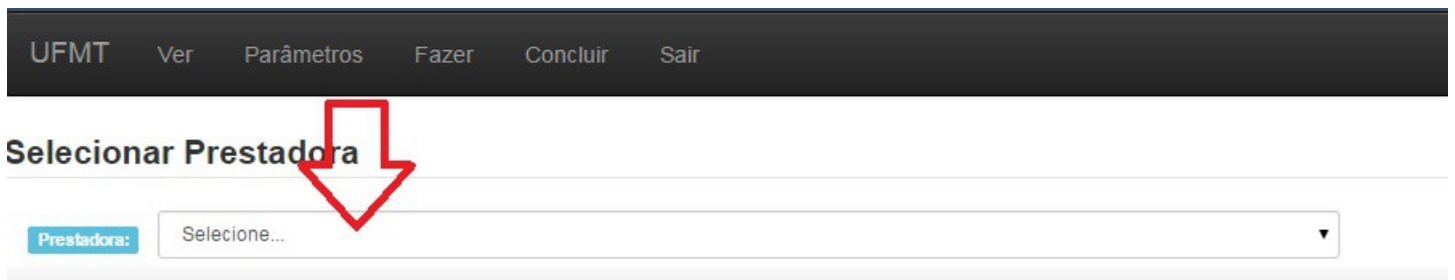 UFMT Ver Parâmetros Fazer Concluir Sair
Selecionar Prestadora
Prestadora: Selecione...